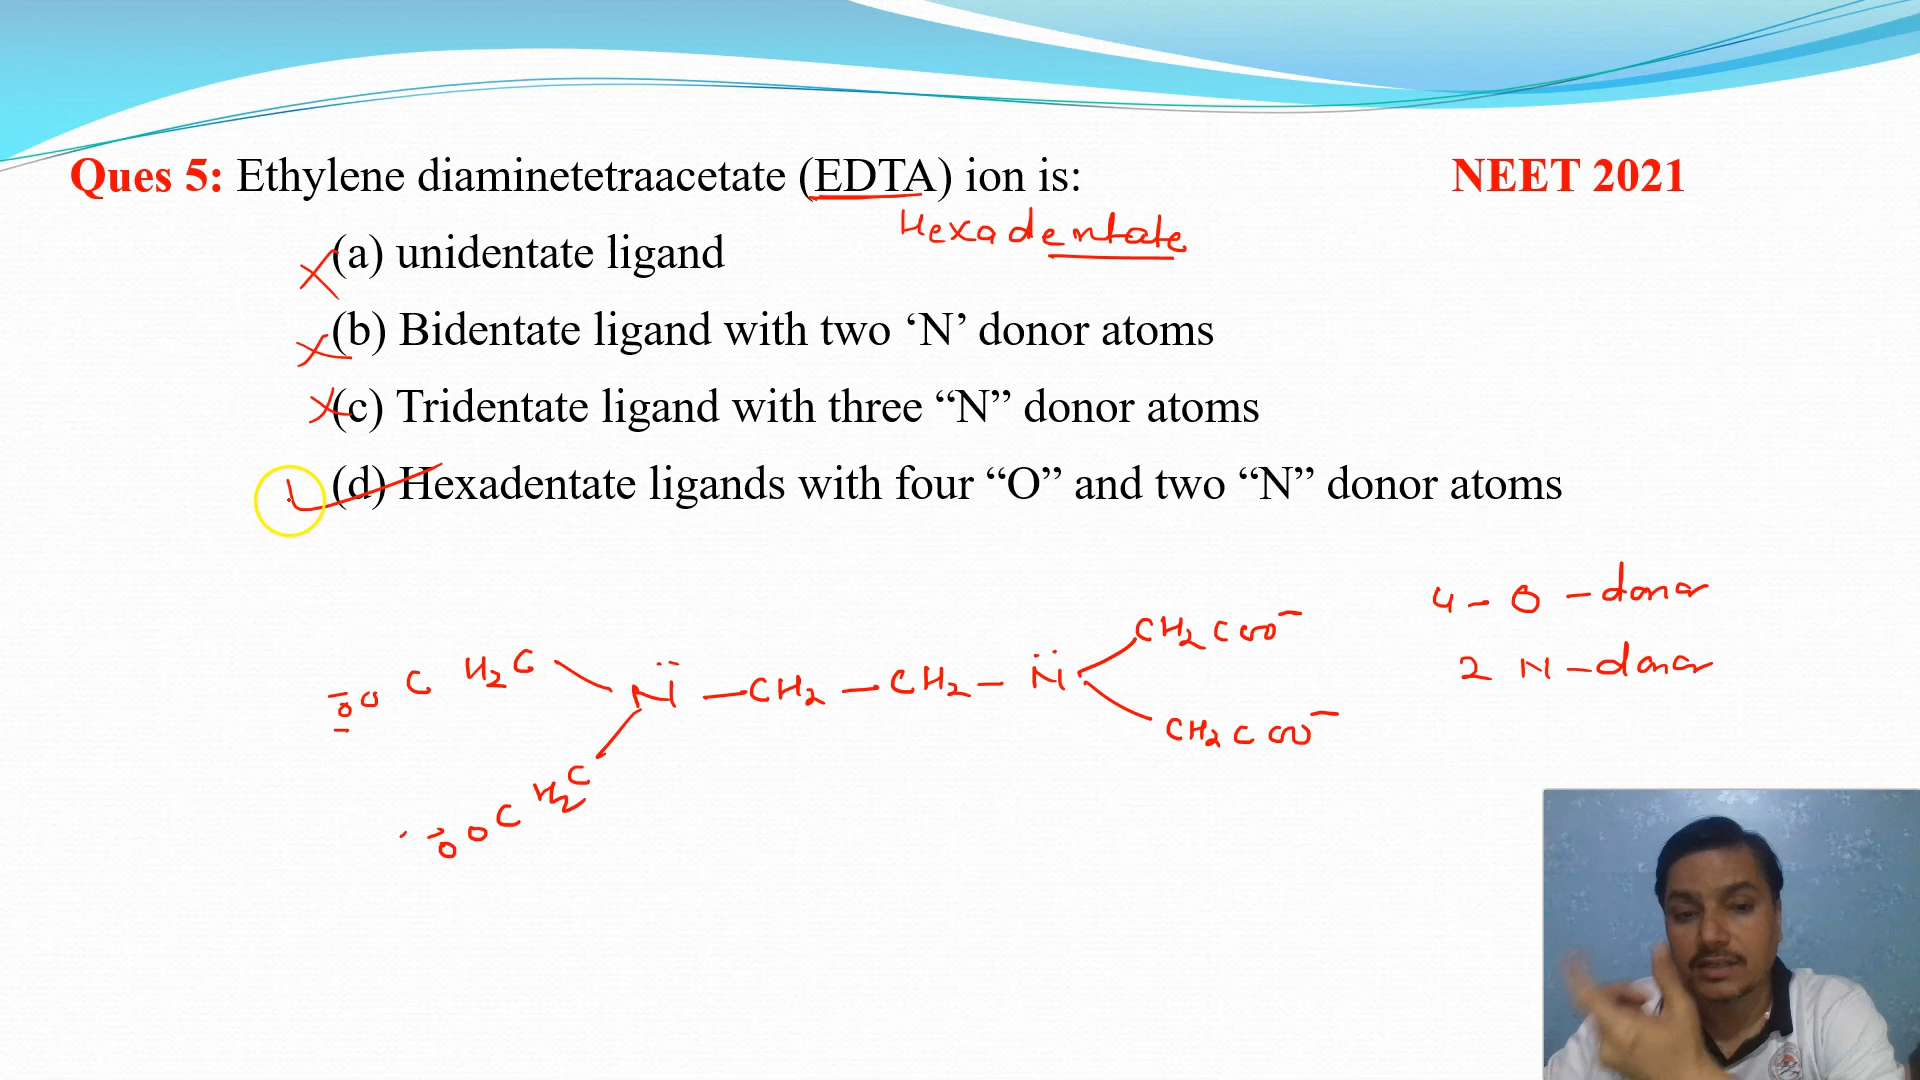 Ques 5: Ethylene diaminetetraacetate (EDTA) ion is: NEET 2021
Hexadentate
(a) unidentate ligand
(b) Bidentate ligand with two ‘N’ donor atoms
(c) Tridentate ligand with three “N” donor atoms
(d) Hexadentate ligands with four “O” and two “N” donor atoms
4 - O - donor
CH2COO-
2 N - donor
-OOC H2C
N̈ - CH2 - CH2 - N̈
CH2COO-
-OOC H2C